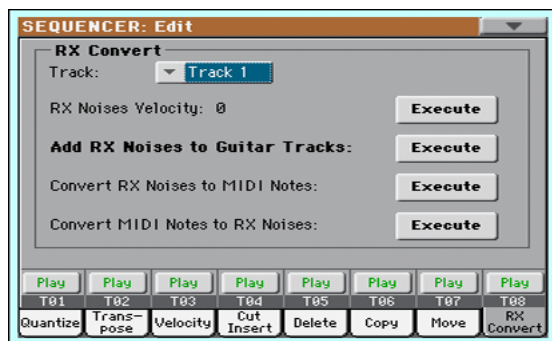 SEQUENCER: Edit
RX Convert
Track: Track 1
RX Noises Velocity: 0 Execute
Add RX Noises to Guitar Tracks: Execute
Convert RX Noises to MIDI Notes: Execute
Convert MIDI Notes to RX Noises: Execute
Play Play Play Play Play Play Play Play
T01 T02 T03 T04 T05 T06 T07 T08
Quantize Trans-pose Velocity Cut Insert Delete Copy Move RX Convert